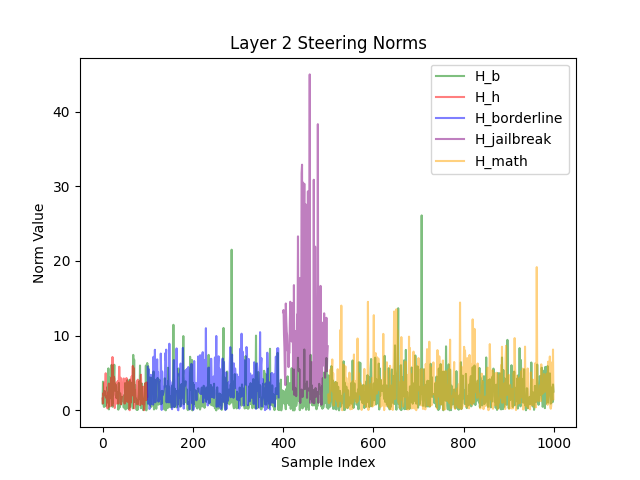 Layer 2 Steering Norms
Norm Value
40
30
20
10
0
H_b
H_h
H_borderline
H_jailbreak
H_math
0 200 400 600 800 1000
Sample Index